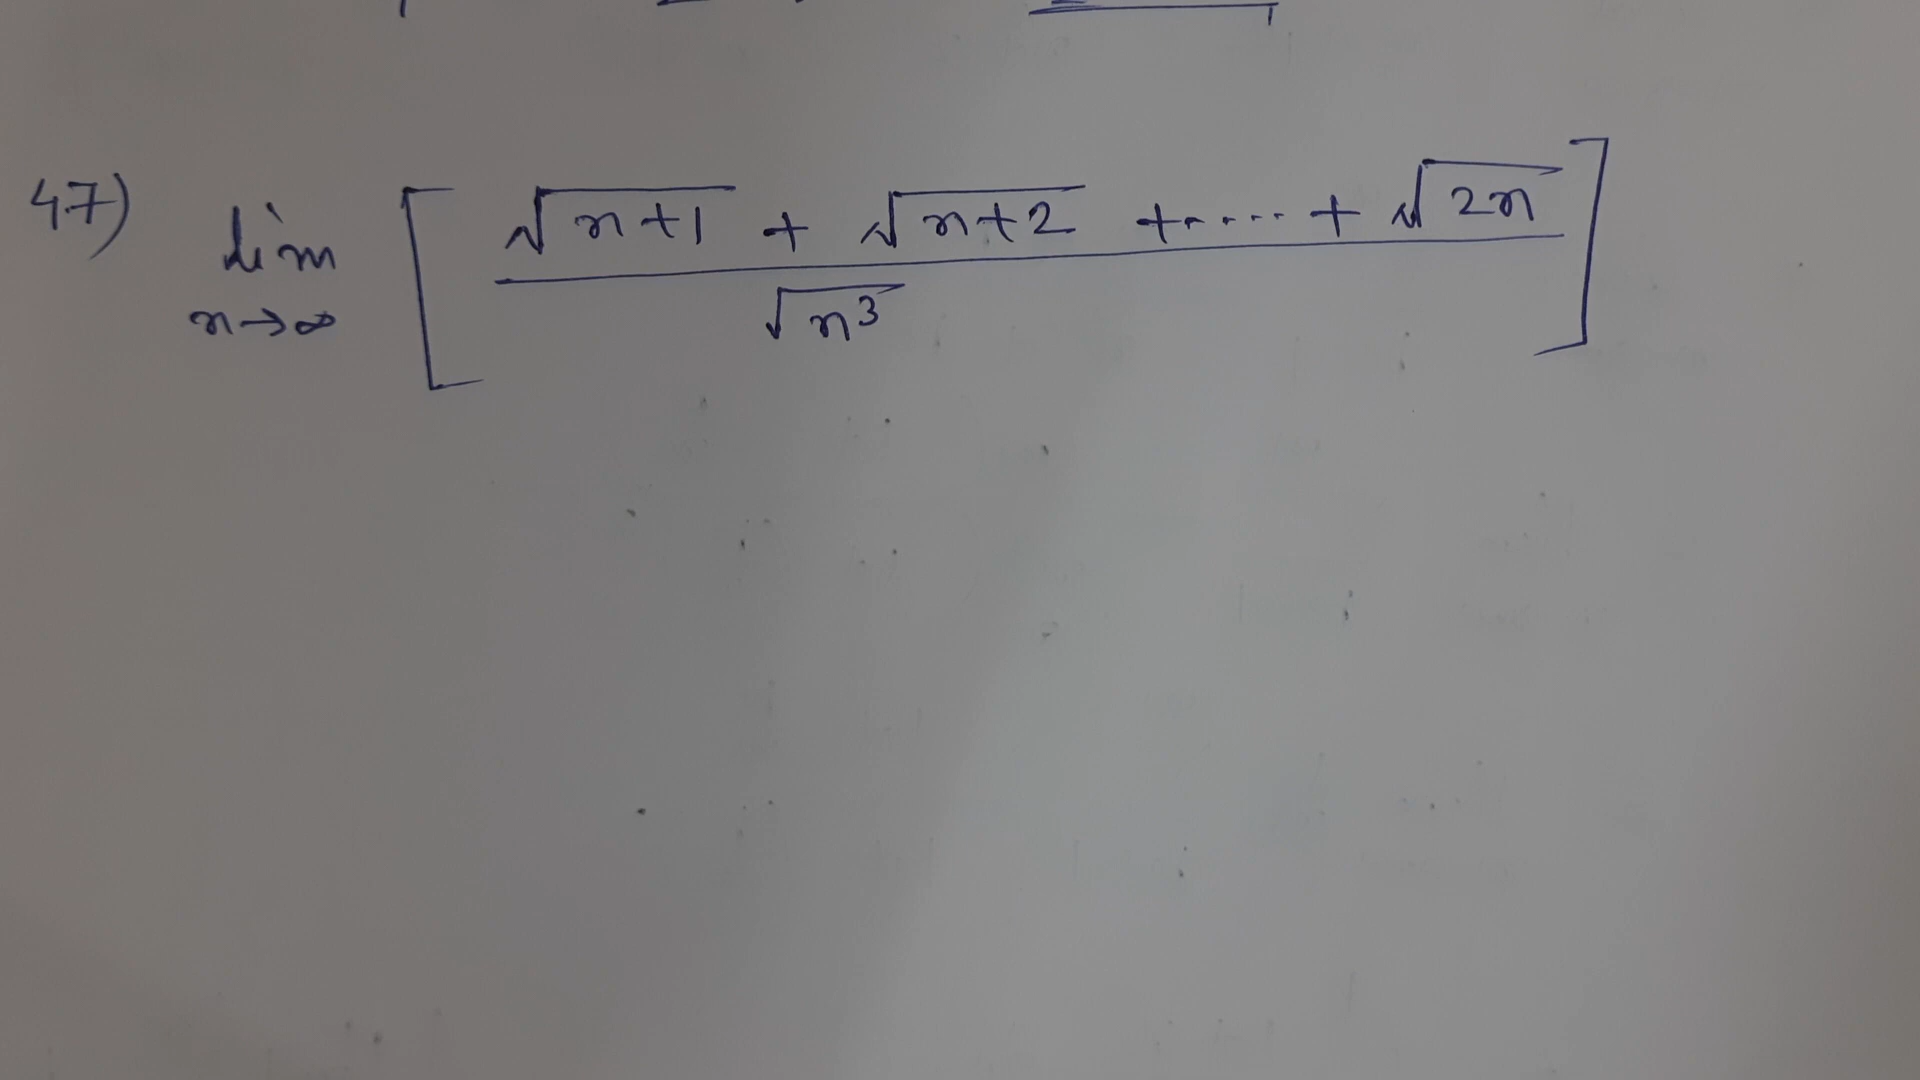 47) lim n→∞ [ (√(n+1) + √(n+2) +.....+ √(2n)) / √(n³) ]